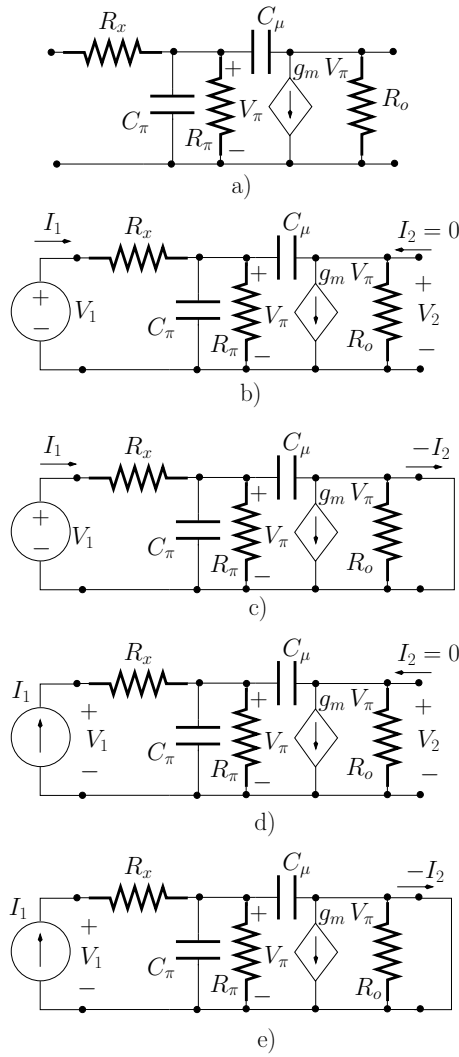 R_x C_μ
+ g_m V_π
C_π V_π R_o
R_π −
a)
I_1 R_x C_μ I_2 = 0
+ g_m V_π +
+ − V_1 C_π V_π V_2
R_π − R_o −
b)
I_1 R_x C_μ −I_2
+ g_m V_π
+ − V_1 C_π V_π
R_π − R_o
c)
R_x C_μ I_2 = 0
I_1 + + g_m V_π +
V_1 C_π V_π V_2
− R_π − R_o −
d)
R_x C_μ −I_2
I_1 + + g_m V_π
V_1 C_π V_π
− R_π − R_o
e)